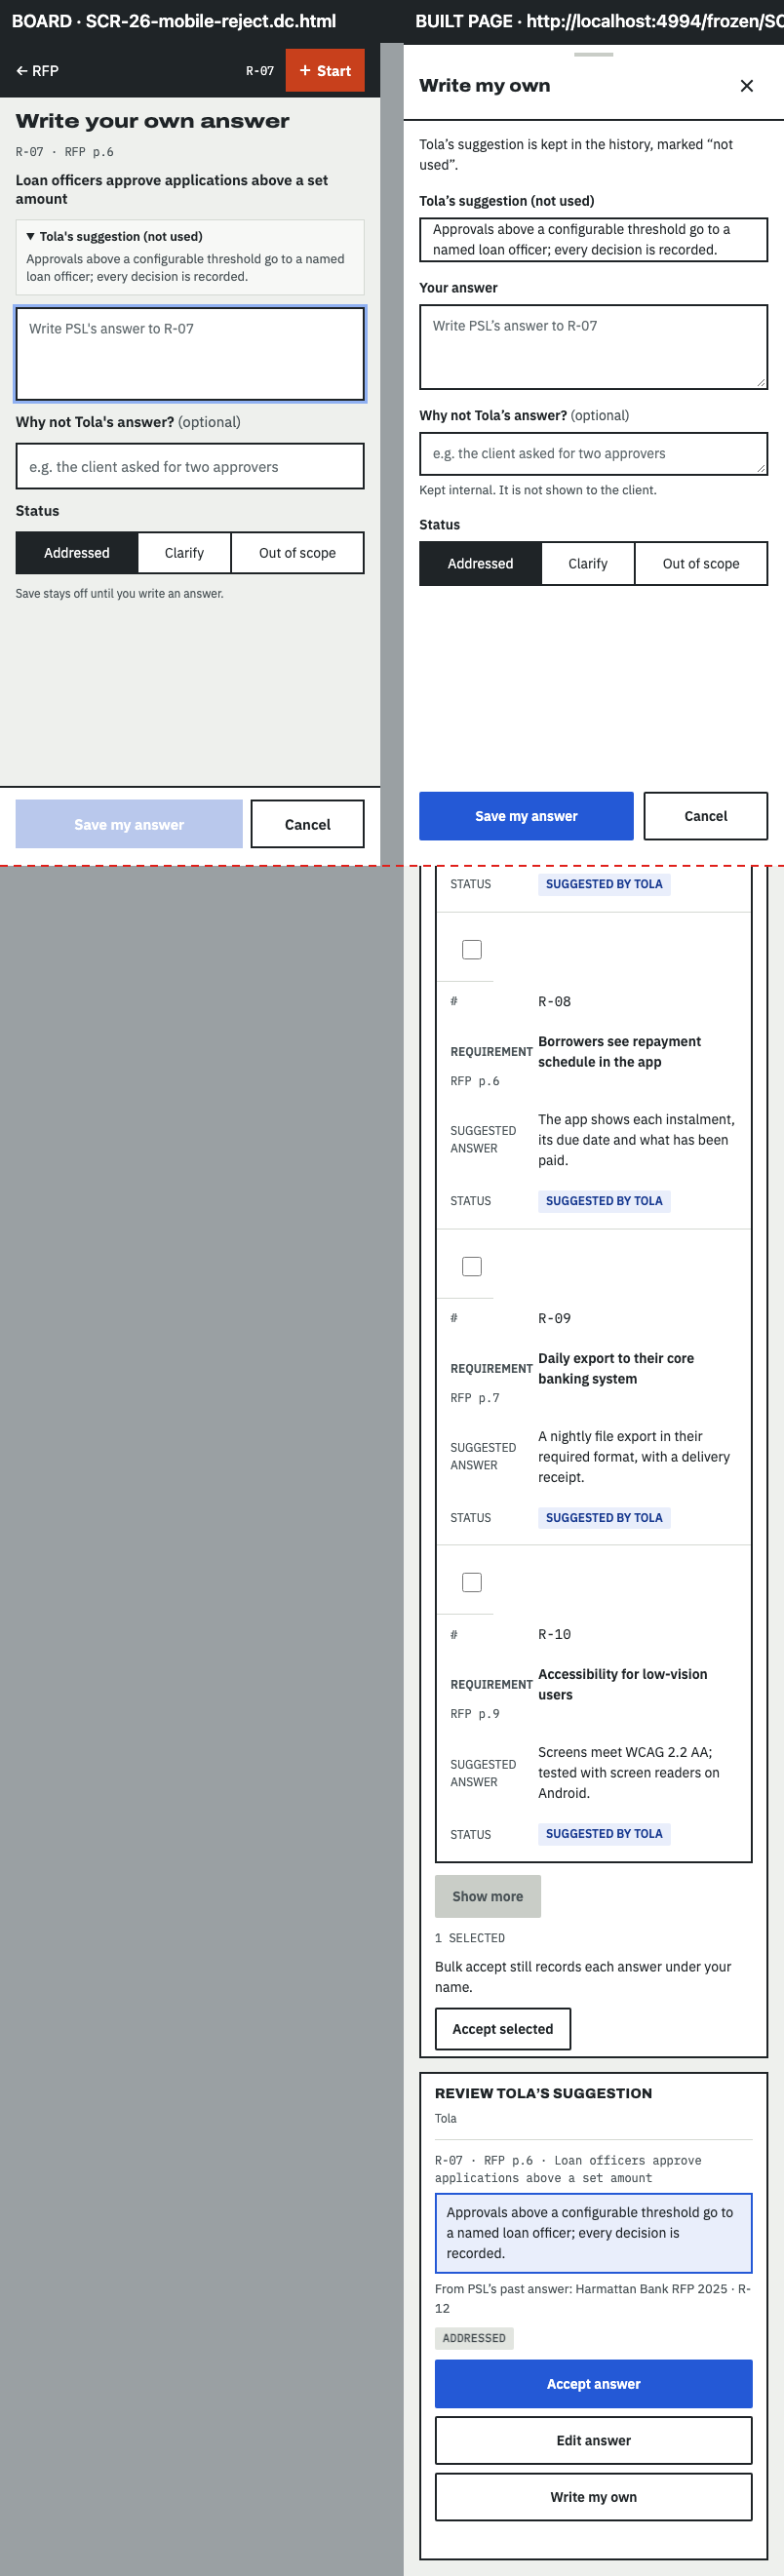 BOARD · SCR-26-mobile-reject.dc.html
← RFP
R-07
+ Start
Write your own answer
R-07 · RFP p.6
Loan officers approve applications above a set
amount
▼ Tola's suggestion (not used)
Approvals above a configurable threshold go to a named
loan officer; every decision is recorded.
Write PSL's answer to R-07
Why not Tola's answer? (optional)
e.g. the client asked for two approvers
Status
Addressed
Clarify
Out of scope
Save stays off until you write an answer.
Save my answer
Cancel
BUILT PAGE · http://localhost:4994/frozen/SC
Write my own
Tola’s suggestion is kept in the history, marked “not
used”.
Tola’s suggestion (not used)
Approvals above a configurable threshold go to a
named loan officer; every decision is recorded.
Your answer
Write PSL’s answer to R-07
Why not Tola’s answer? (optional)
e.g. the client asked for two approvers
Kept internal. It is not shown to the client.
Status
Addressed
Clarify
Out of scope
Save my answer
Cancel
STATUS
SUGGESTED BY TOLA
#
R-08
REQUIREMENT
Borrowers see repayment
schedule in the app
RFP p.6
SUGGESTED
ANSWER
The app shows each instalment,
its due date and what has been
paid.
STATUS
SUGGESTED BY TOLA
#
R-09
REQUIREMENT
Daily export to their core
banking system
RFP p.7
SUGGESTED
ANSWER
A nightly file export in their
required format, with a delivery
receipt.
STATUS
SUGGESTED BY TOLA
#
R-10
REQUIREMENT
Accessibility for low-vision
users
RFP p.9
SUGGESTED
ANSWER
Screens meet WCAG 2.2 AA;
tested with screen readers on
Android.
STATUS
SUGGESTED BY TOLA
Show more
1 SELECTED
Bulk accept still records each answer under your
name.
Accept selected
REVIEW TOLA’S SUGGESTION
Tola
R-07 · RFP p.6 · Loan officers approve
applications above a set amount
Approvals above a configurable threshold go to
a named loan officer; every decision is
recorded.
From PSL’s past answer: Harmattan Bank RFP 2025 · R-
12
ADDRESSED
Accept answer
Edit answer
Write my own